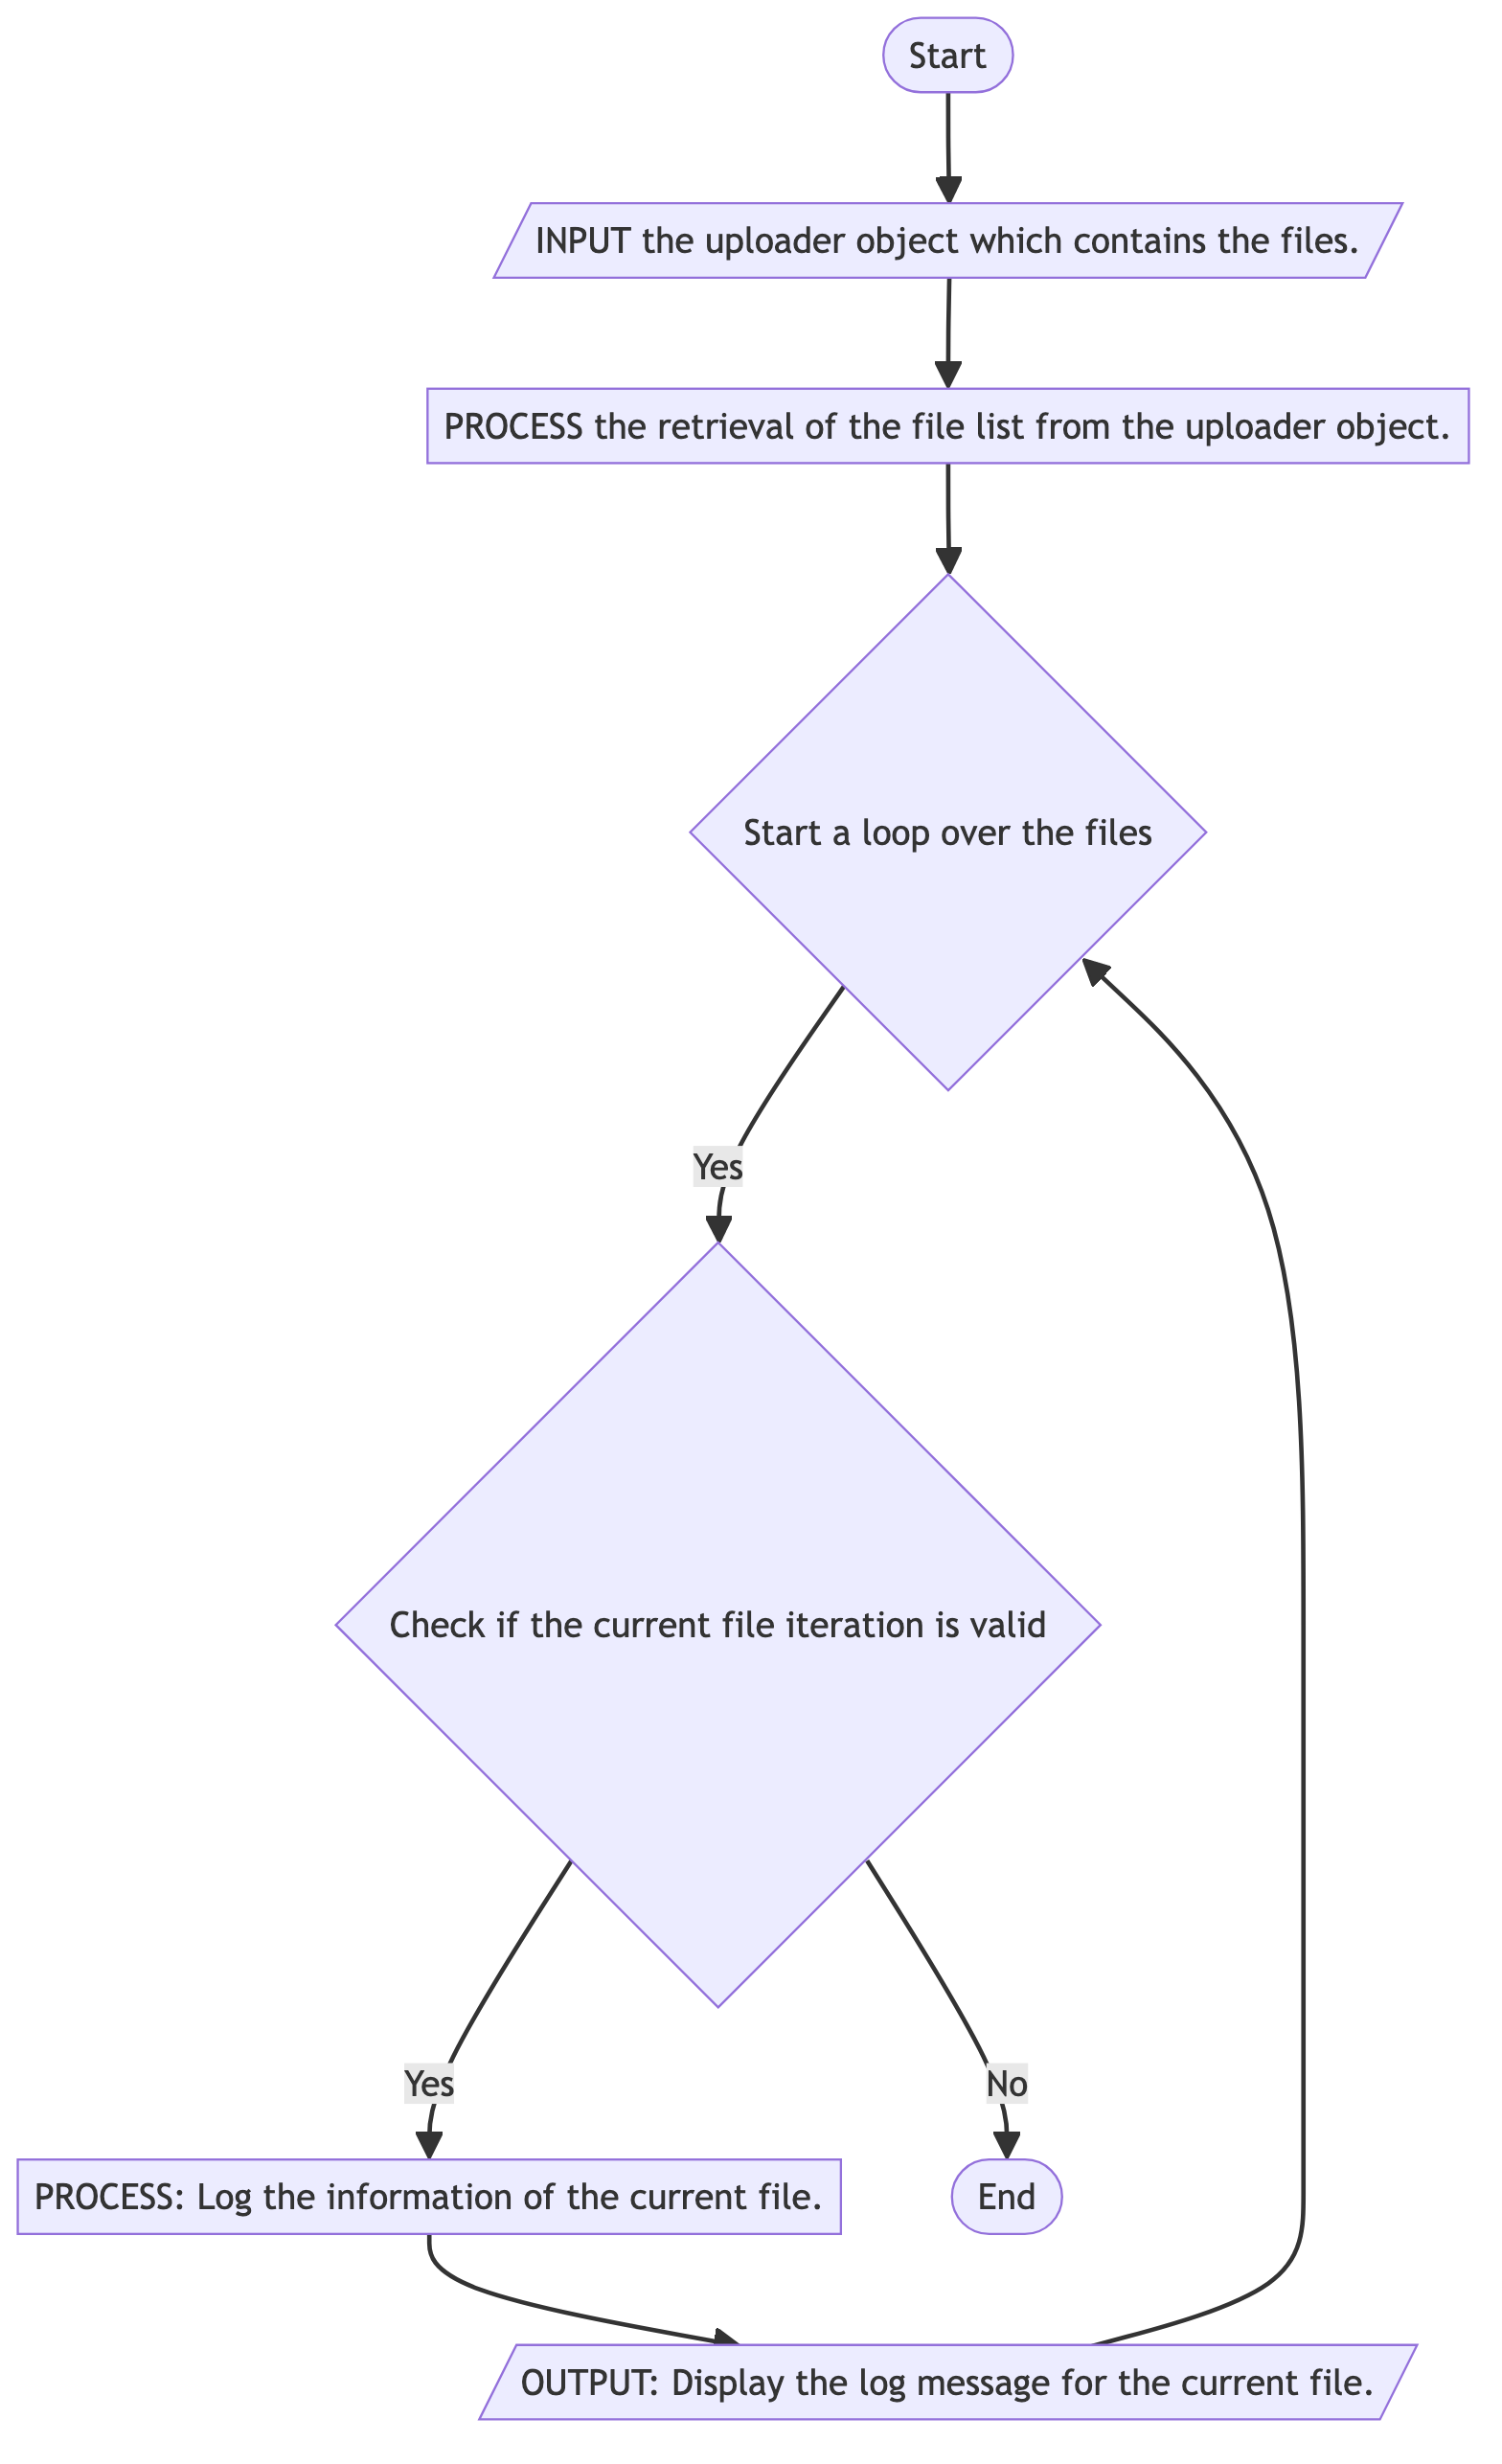 Start
INPUT the uploader object which contains the files.
PROCESS the retrieval of the file list from the uploader object.
Start a loop over the files
Yes
Check if the current file iteration is valid
Yes
No
PROCESS: Log the information of the current file.
End
OUTPUT: Display the log message for the current file.